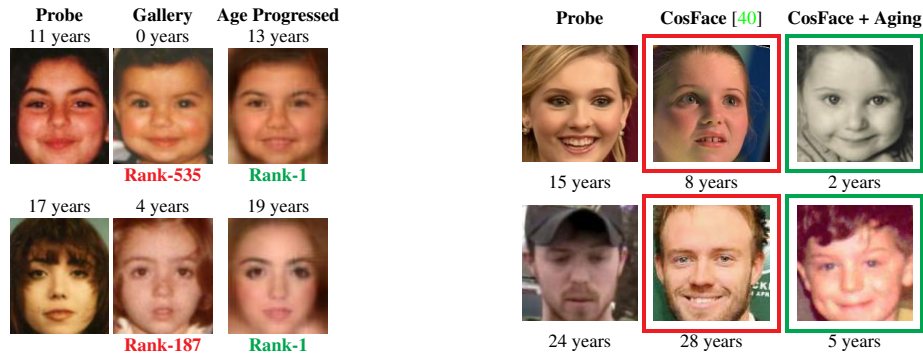 Probe Gallery Age Progressed
11 years 0 years 13 years
Rank-535 Rank-1
17 years 4 years 19 years
Rank-187 Rank-1
Probe CosFace [40] CosFace + Aging
15 years 8 years 2 years
24 years 28 years 5 years